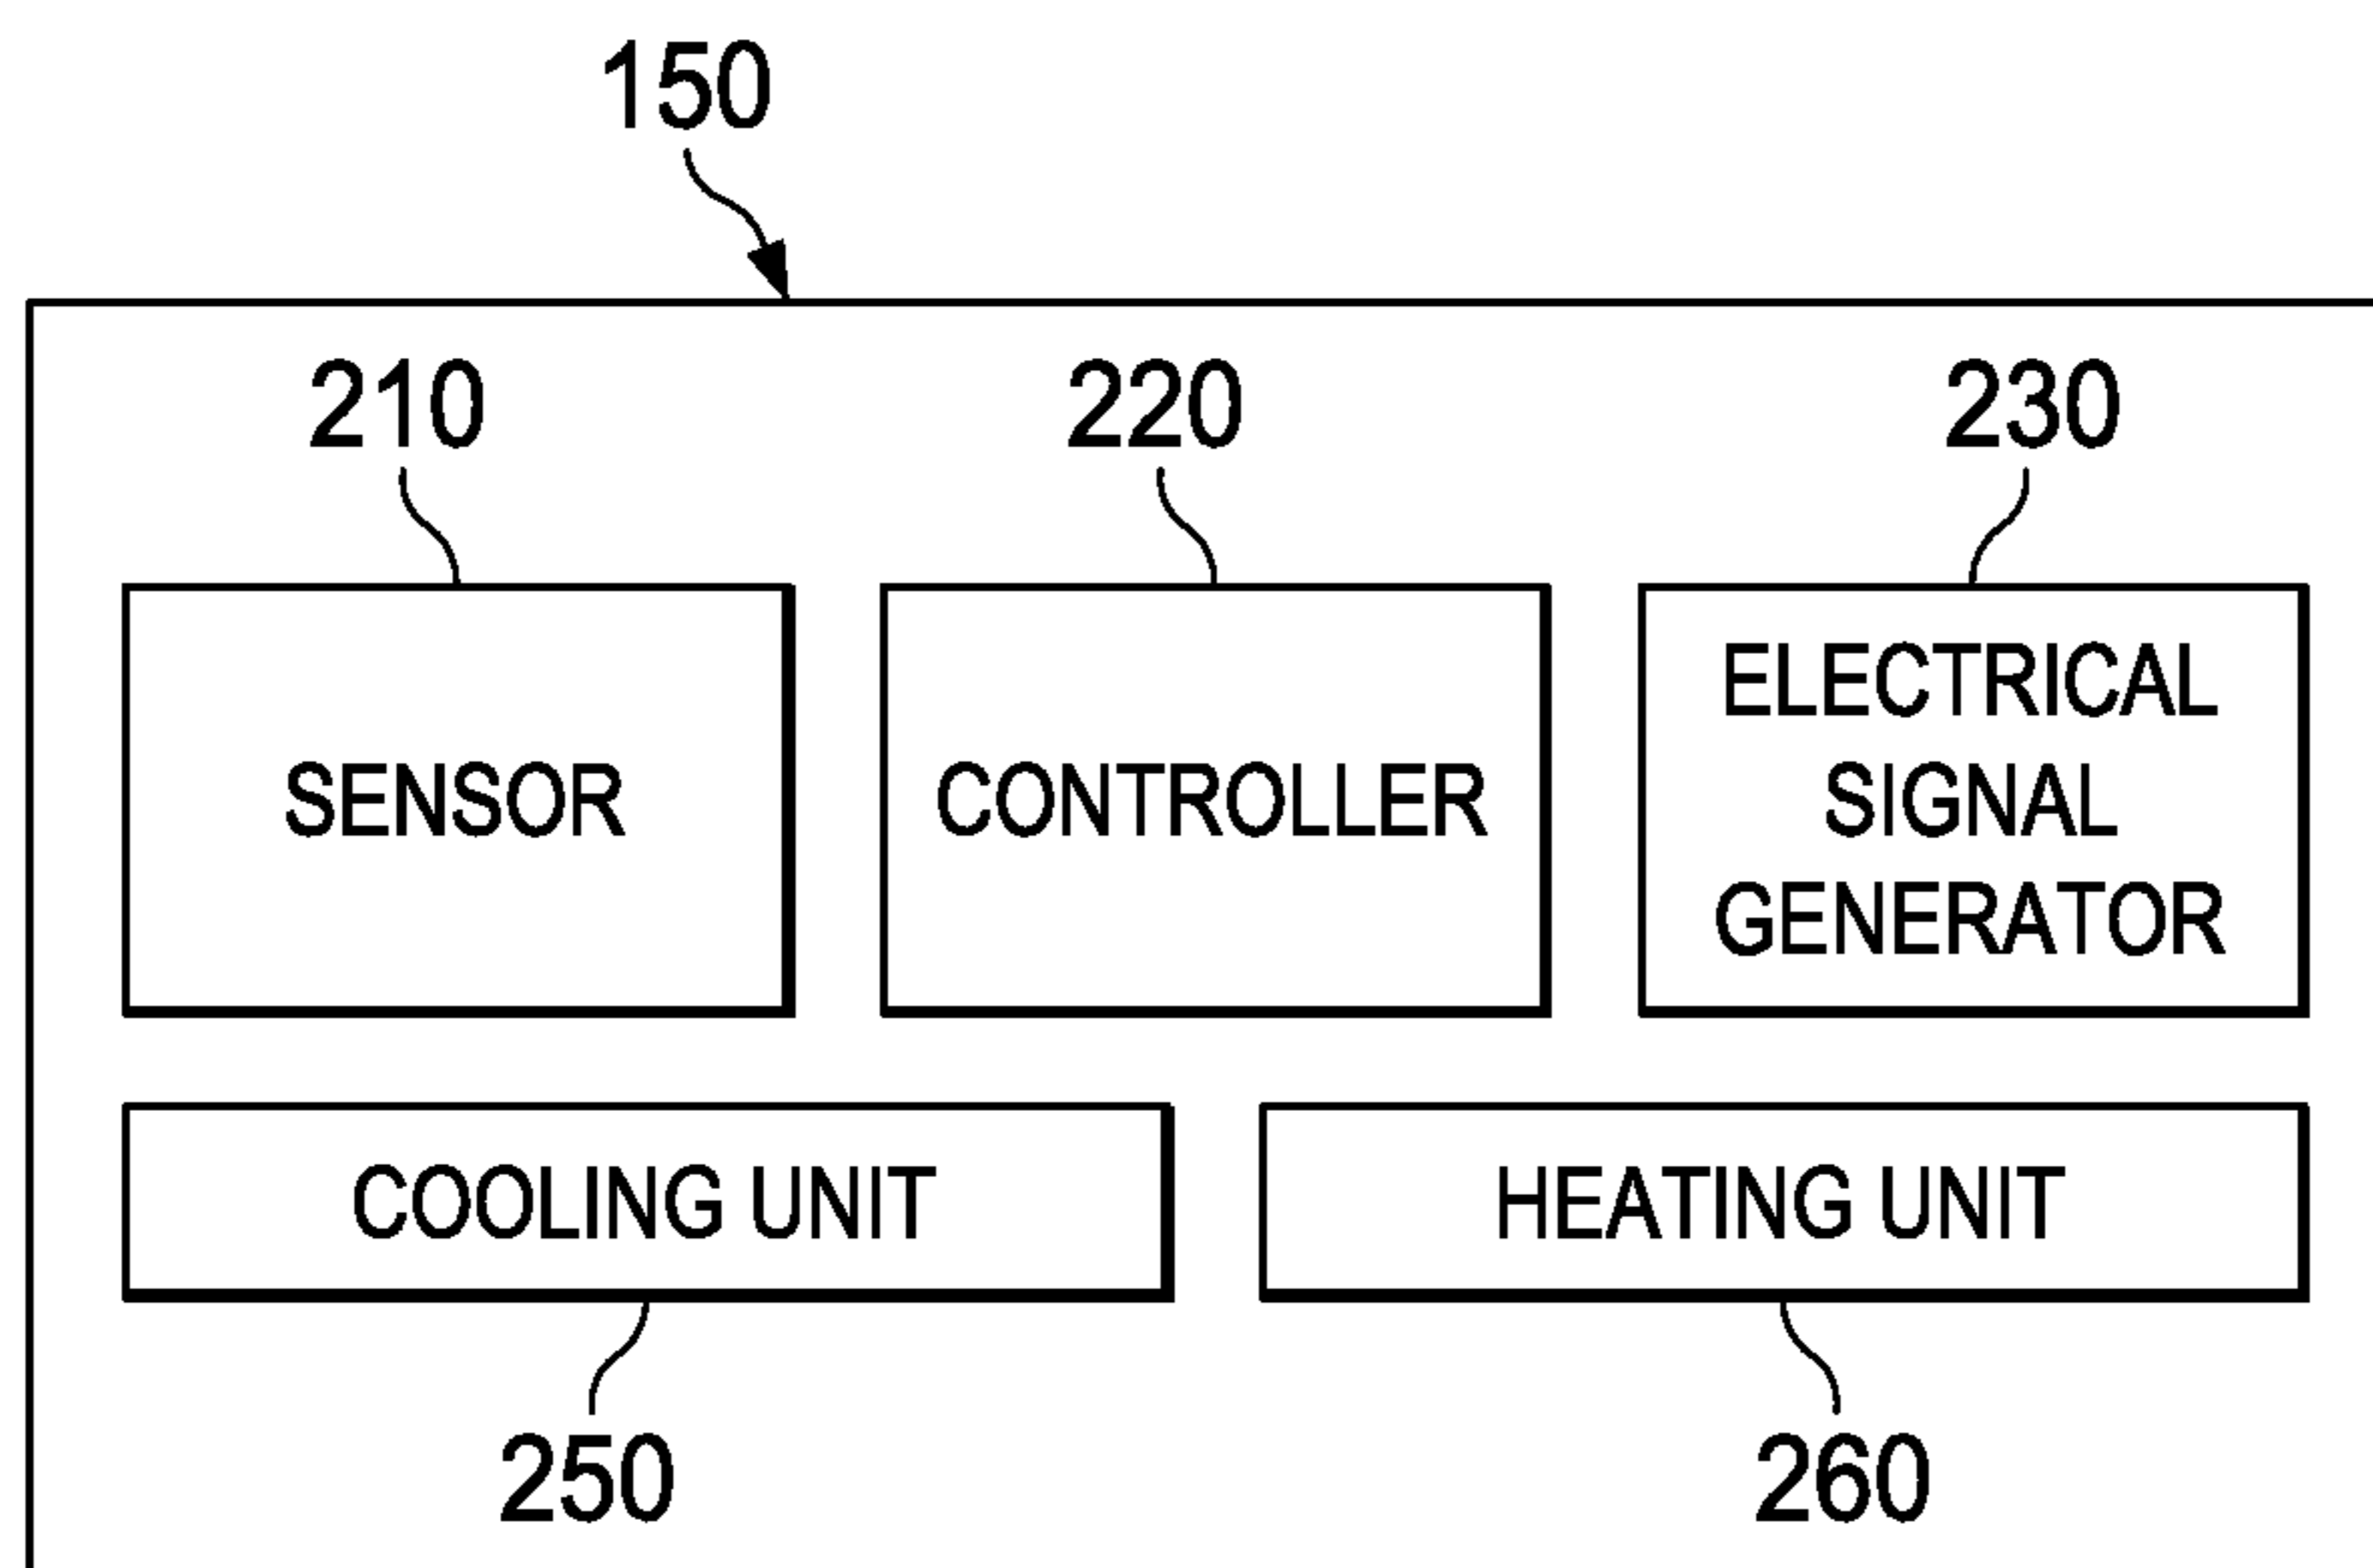 150
210
220
230
SENSOR
CONTROLLER
ELECTRICAL
SIGNAL
GENERATOR
COOLING UNIT
HEATING UNIT
250
260